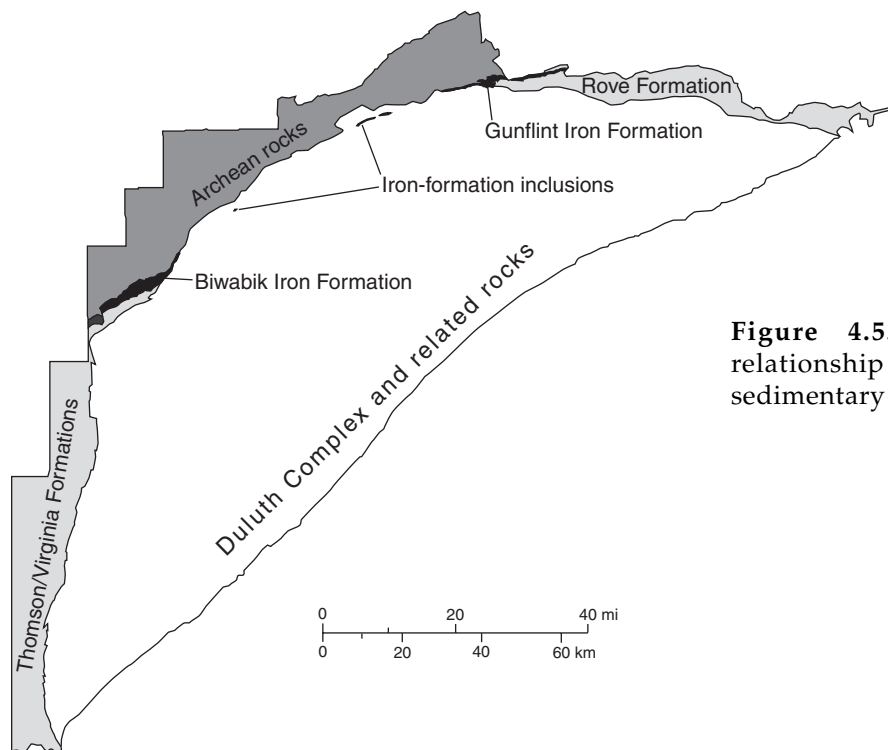 Rove Formation
Gunflint Iron Formation
Archean rocks
Iron-formation inclusions
Biwabik Iron Formation
Duluth Complex and related rocks
Thomson/Virginia Formations
Figure 4.5.
relationship
sedimentary
0 20 40 mi
0 20 40 60 km